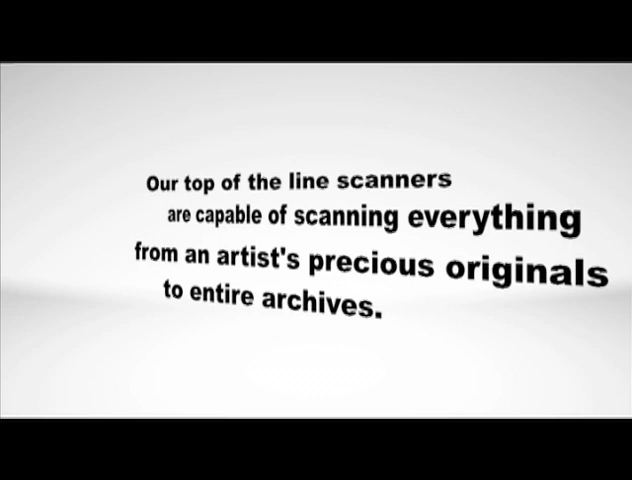 Our top of the line scanners
are capable of scanning everything
from an artist's precious originals
to entire archives.